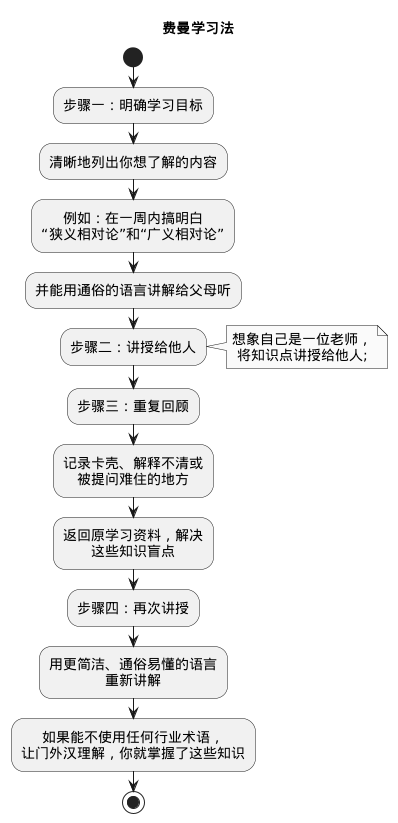 费曼学习法
步骤一：明确学习目标
清晰地列出你想了解的内容
例如：在一周内搞明白
“狭义相对论”和“广义相对论”
并能用通俗的语言讲解给父母听
步骤二：讲授给他人
想象自己是一位老师，
将知识点讲授给他人;
步骤三：重复回顾
记录卡壳、解释不清或
被提问难住的地方
返回原学习资料，解决
这些知识盲点
步骤四：再次讲授
用更简洁、通俗易懂的语言
重新讲解
如果能不使用任何行业术语，
让门外汉理解，你就掌握了这些知识